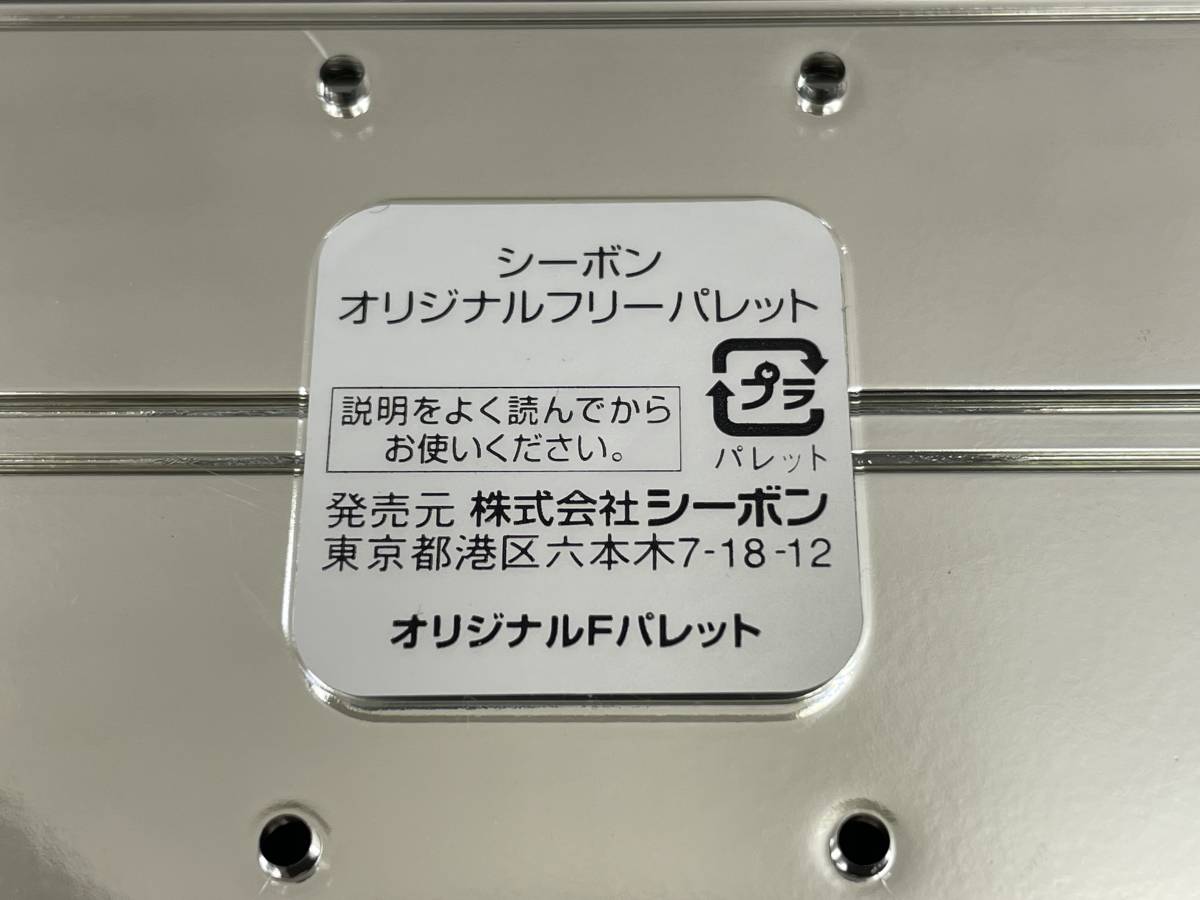 シーボン
オリジナルフリーパレット
プラ
説明をよく読んでから
お使いください。
パレット
発売元 株式会社シーボン
東京都港区六本木7-18-12
オリジナルFパレット